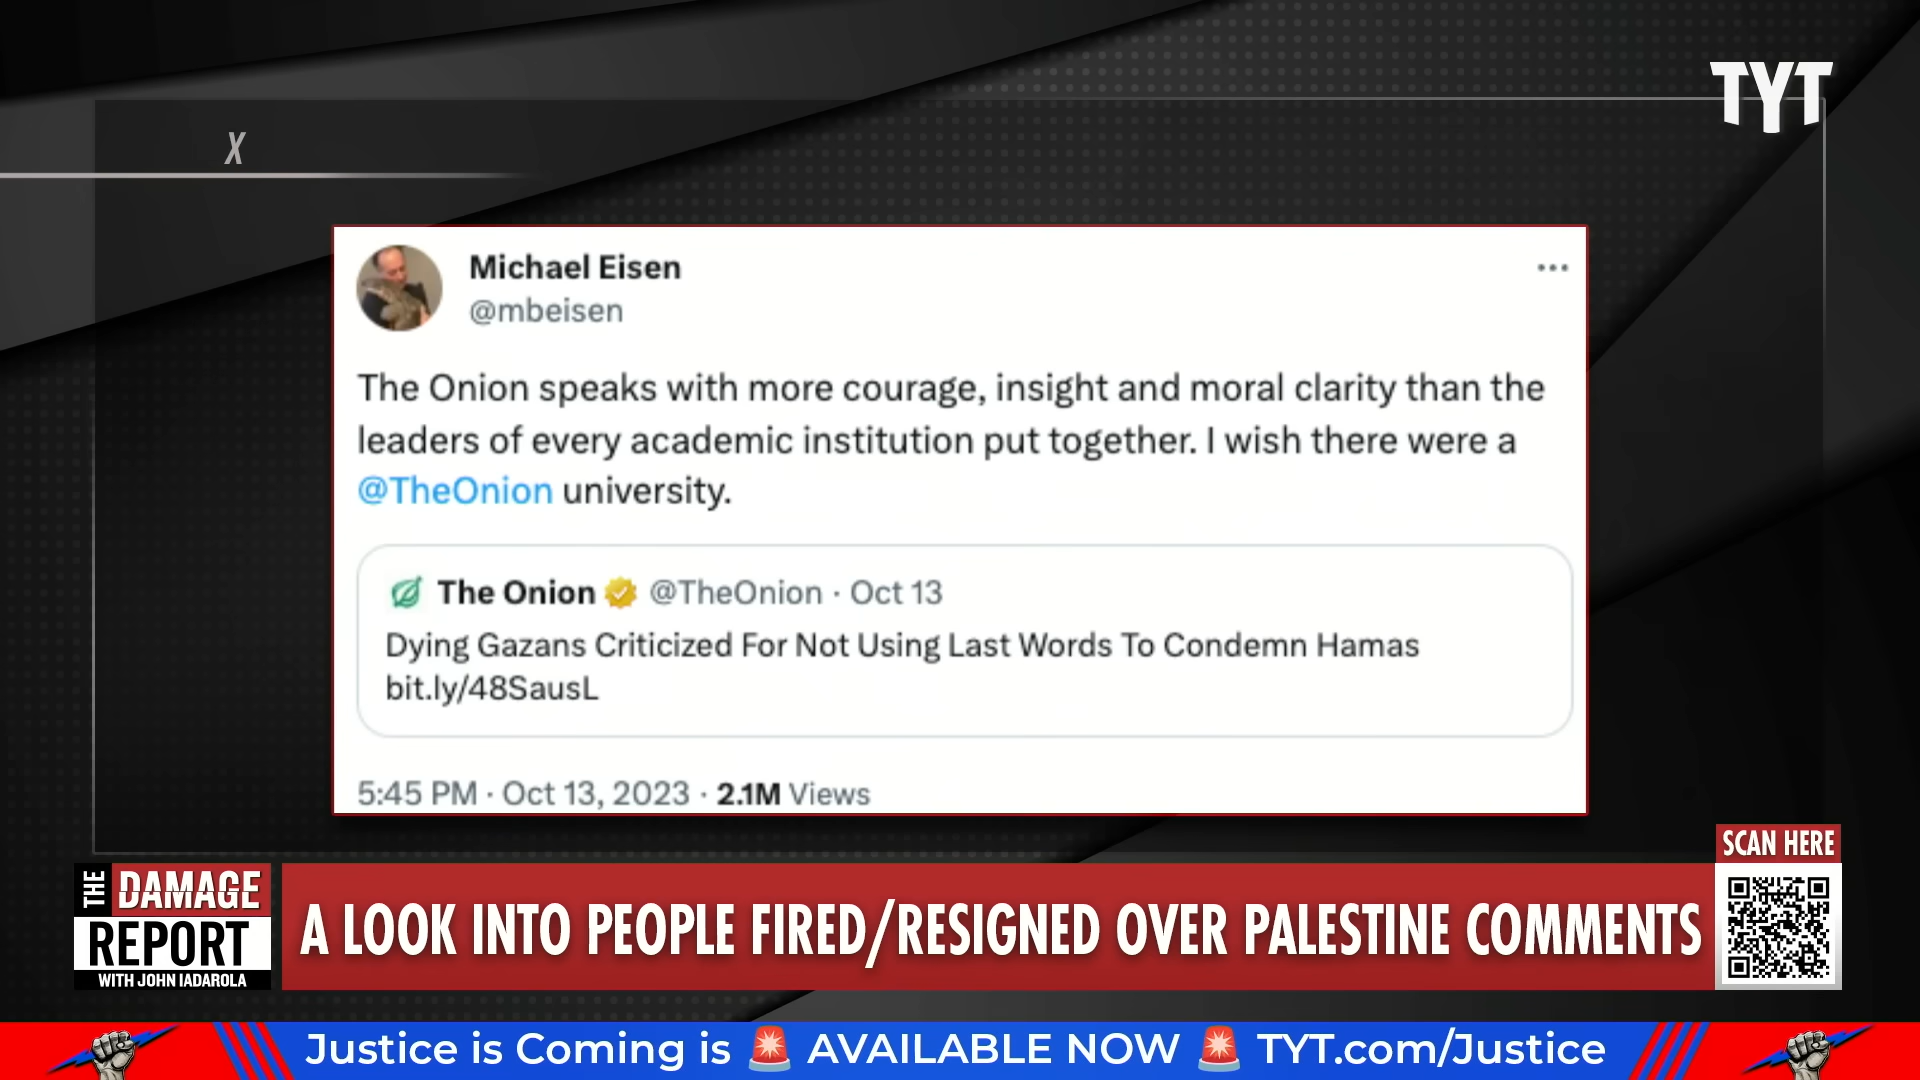 TYT
X
Michael Eisen
@mbeisen
The Onion speaks with more courage, insight and moral clarity than the
leaders of every academic institution put together. I wish there were a
@TheOnion university.
The Onion @TheOnion · Oct 13
Dying Gazans Criticized For Not Using Last Words To Condemn Hamas
bit.ly/48SausL
5:45 PM · Oct 13, 2023 · 2.1M Views
SCAN HERE
THE DAMAGE
REPORT
WITH JOHN IADAROLA
A LOOK INTO PEOPLE FIRED/RESIGNED OVER PALESTINE COMMENTS
Justice is Coming is 🚨 AVAILABLE NOW 🚨 TYT.com/Justice